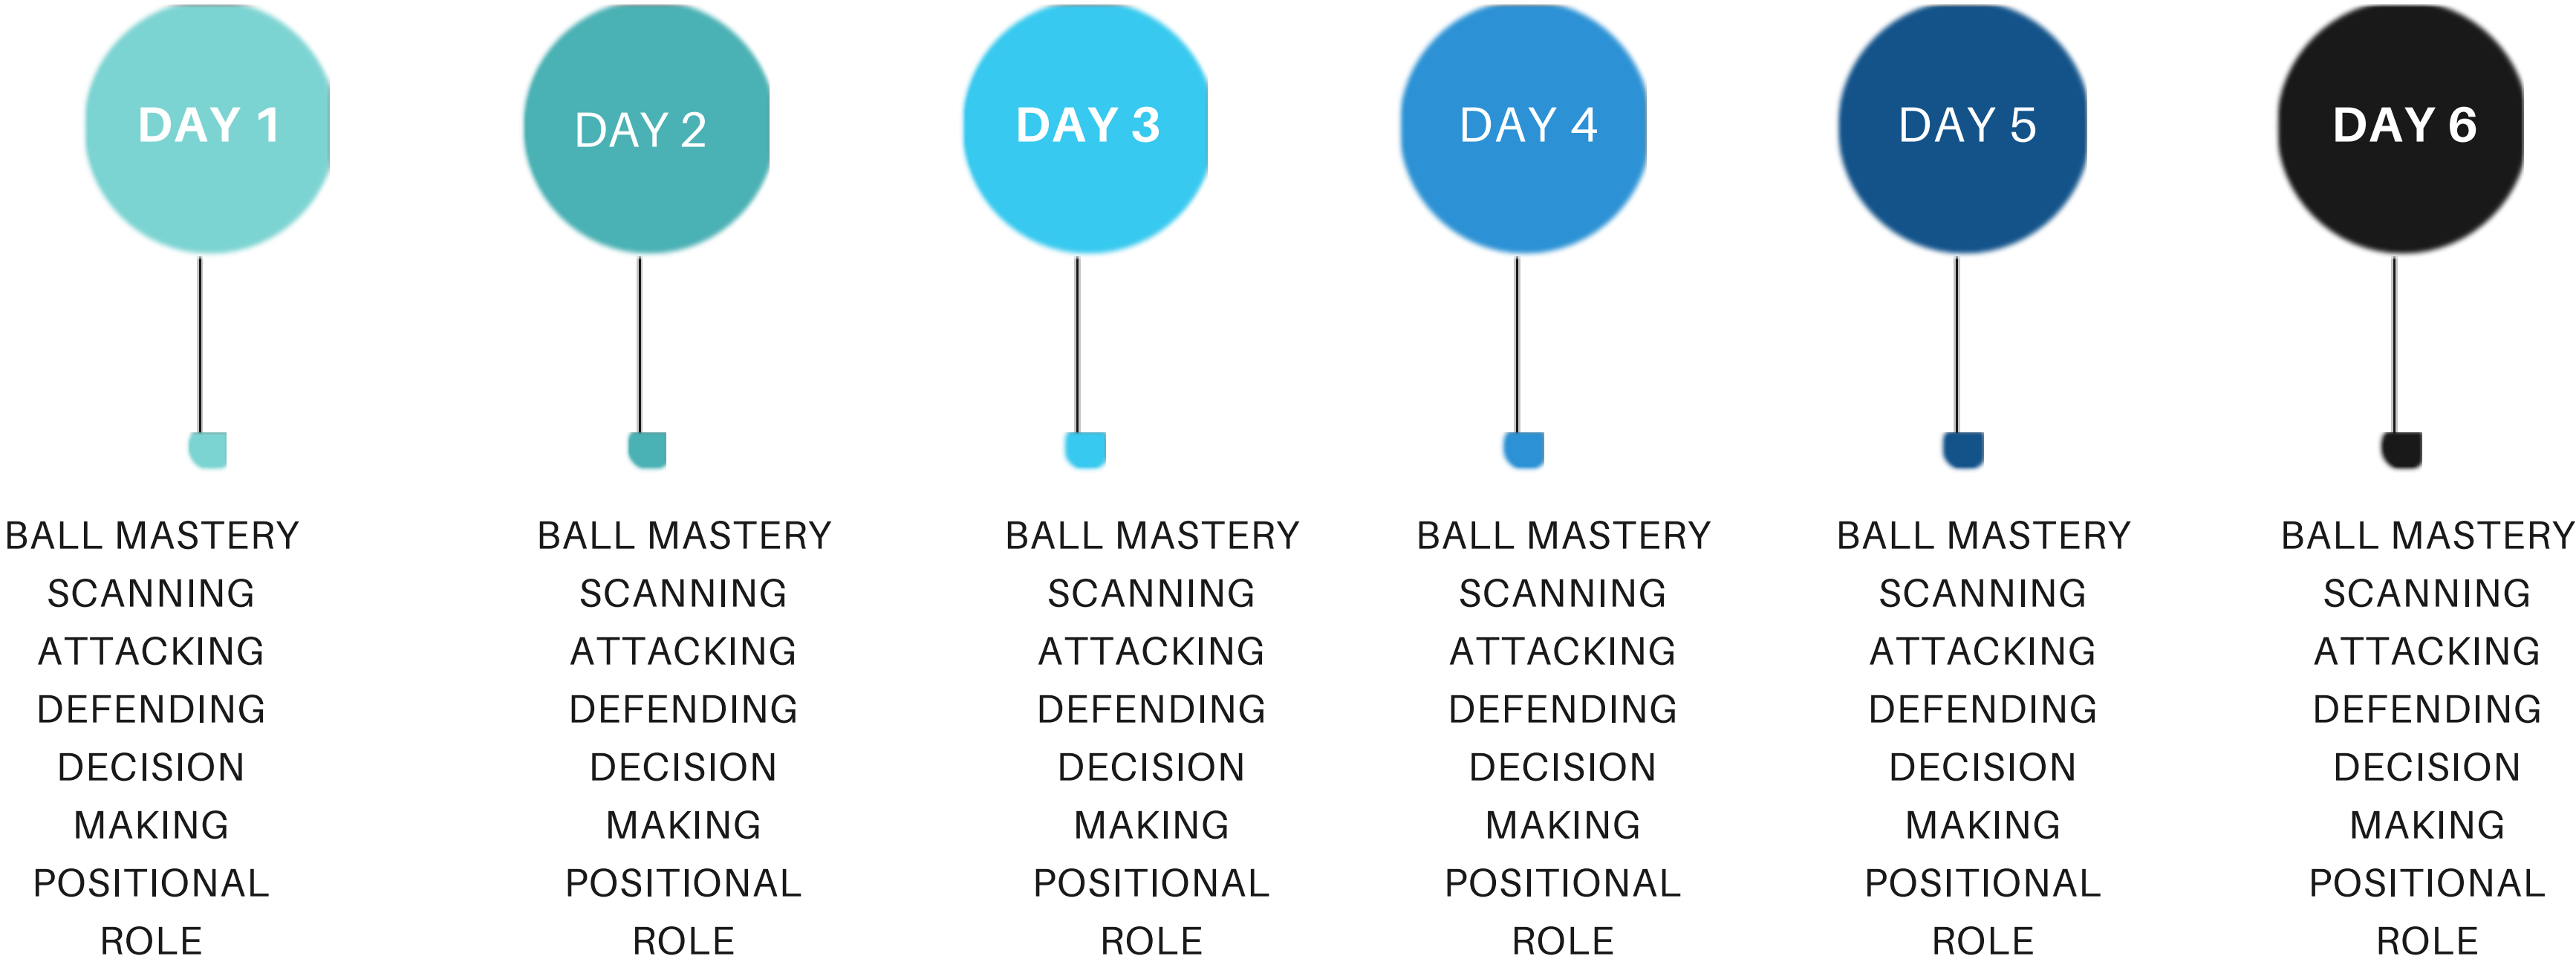 DAY 1
DAY 2
DAY 3
DAY 4
DAY 5
DAY 6
BALL MASTERY
SCANNING
ATTACKING
DEFENDING
DECISION
MAKING
POSITIONAL
ROLE
BALL MASTERY
SCANNING
ATTACKING
DEFENDING
DECISION
MAKING
POSITIONAL
ROLE
BALL MASTERY
SCANNING
ATTACKING
DEFENDING
DECISION
MAKING
POSITIONAL
ROLE
BALL MASTERY
SCANNING
ATTACKING
DEFENDING
DECISION
MAKING
POSITIONAL
ROLE
BALL MASTERY
SCANNING
ATTACKING
DEFENDING
DECISION
MAKING
POSITIONAL
ROLE
BALL MASTERY
SCANNING
ATTACKING
DEFENDING
DECISION
MAKING
POSITIONAL
ROLE